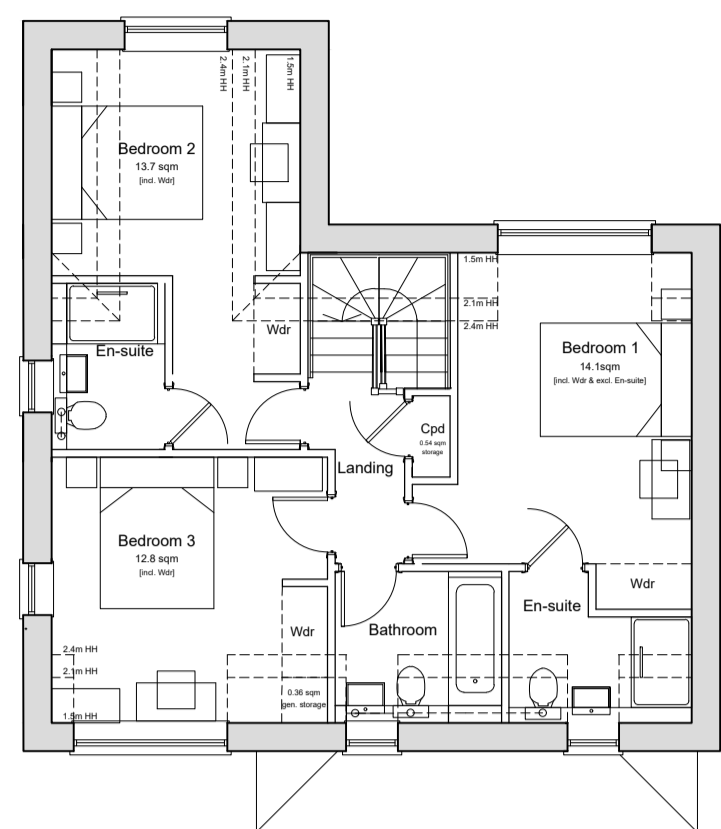 2.4m HH
2.1m HH
1.5m HH
Bedroom 2
13.7 sqm
[incl. Wdr]
1.5m HH
2.1m HH
2.4m HH
Wdr
En-suite
Bedroom 1
14.1sqm
[incl. Wdr & excl. En-suite]
Cpd
0.54 sqm
storage
Landing
Bedroom 3
12.8 sqm
[incl. Wdr]
Wdr
En-suite
Wdr
Bathroom
2.4m HH
2.1m HH
0.36 sqm
gen. storage
1.5m HH